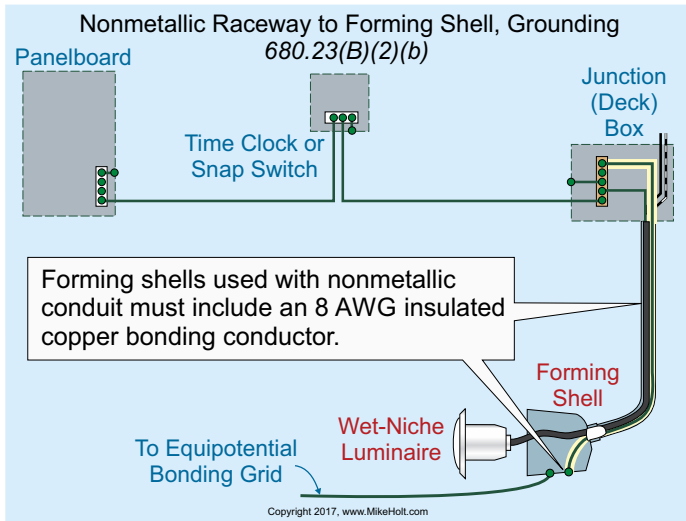 Nonmetallic Raceway to Forming Shell, Grounding
680.23(B)(2)(b)
Panelboard
Time Clock or
Snap Switch
Junction
(Deck)
Box
Forming shells used with nonmetallic
conduit must include an 8 AWG insulated
copper bonding conductor.
Forming
Shell
Wet-Niche
Luminaire
To Equipotential
Bonding Grid
Copyright 2017, www.MikeHolt.com